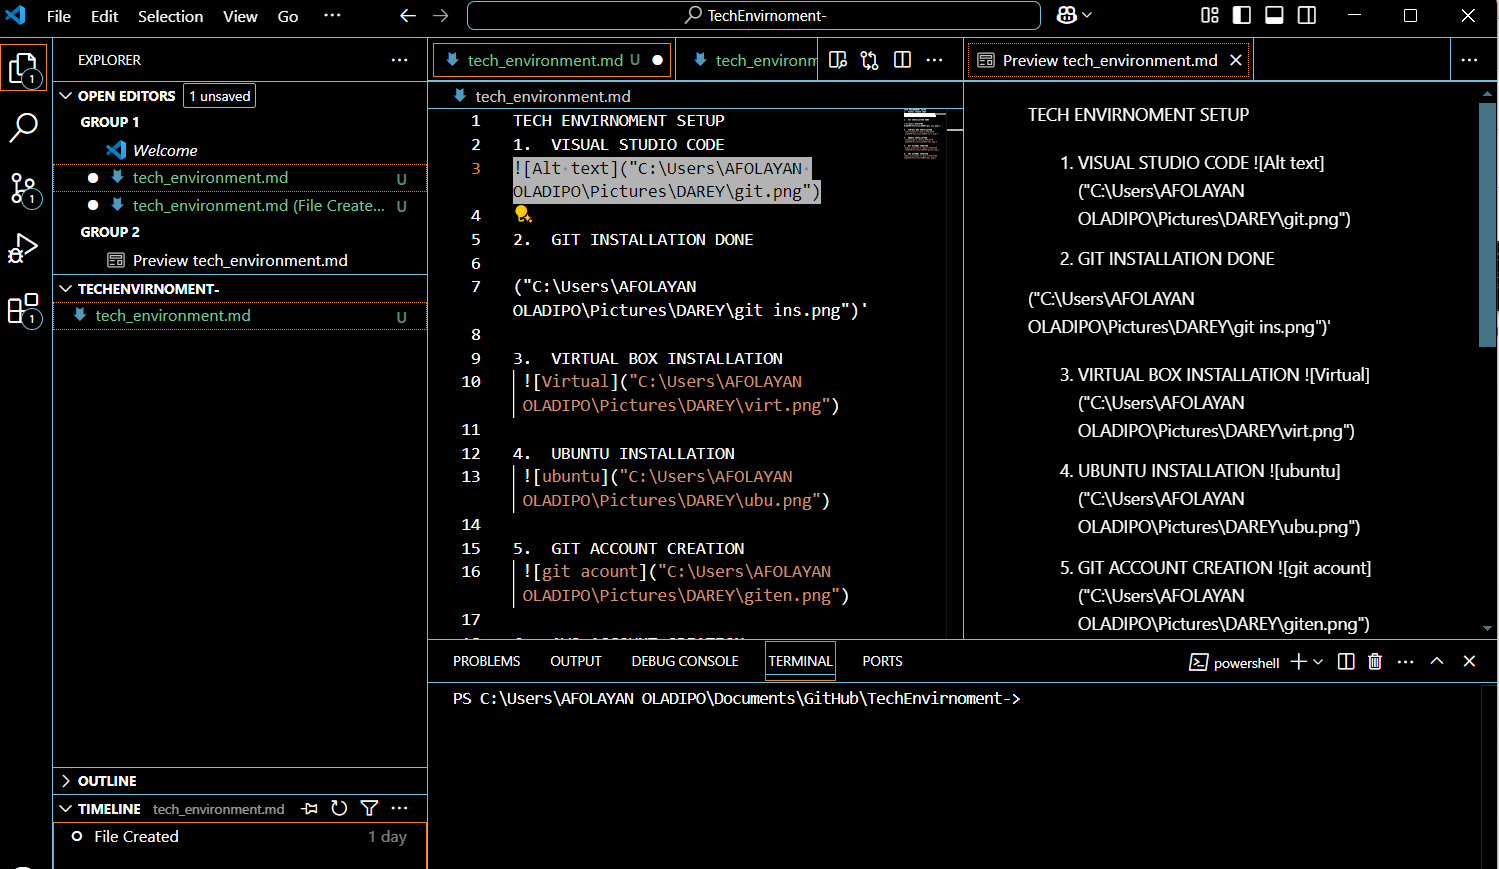 File Edit Selection View Go ... TechEnvirnoment-
EXPLORER
OPEN EDITORS 1 unsaved
GROUP 1
Welcome
tech_environment.md U
tech_environment.md (File Create... U
GROUP 2
Preview tech_environment.md
TECHENVIRNOMENT-
tech_environment.md U
OUTLINE
TIMELINE tech_environment.md
File Created 1 day
1
1
1
tech_environment.md U
tech_environm
tech_environment.md
1 TECH ENVIRNOMENT SETUP
2 1. VISUAL STUDIO CODE
3 ![Alt text]("C:\Users\AFOLAYAN
OLADIPO\Pictures\DAREY\git.png")
4
5 2. GIT INSTALLATION DONE
6
7 ("C:\Users\AFOLAYAN
OLADIPO\Pictures\DAREY\git ins.png")'
8
9 3. VIRTUAL BOX INSTALLATION
10 ![Virtual]("C:\Users\AFOLAYAN
OLADIPO\Pictures\DAREY\virt.png")
11
12 4. UBUNTU INSTALLATION
13 ![ubuntu]("C:\Users\AFOLAYAN
OLADIPO\Pictures\DAREY\ubu.png")
14
15 5. GIT ACCOUNT CREATION
16 ![git acount]("C:\Users\AFOLAYAN
OLADIPO\Pictures\DAREY\giten.png")
17
Preview tech_environment.md
TECH ENVIRNOMENT SETUP
1. VISUAL STUDIO CODE ![Alt text]
("C:\Users\AFOLAYAN
OLADIPO\Pictures\DAREY\git.png")
2. GIT INSTALLATION DONE
("C:\Users\AFOLAYAN
OLADIPO\Pictures\DAREY\git ins.png")'
3. VIRTUAL BOX INSTALLATION ![Virtual]
("C:\Users\AFOLAYAN
OLADIPO\Pictures\DAREY\virt.png")
4. UBUNTU INSTALLATION ![ubuntu]
("C:\Users\AFOLAYAN
OLADIPO\Pictures\DAREY\ubu.png")
5. GIT ACCOUNT CREATION ![git acount]
("C:\Users\AFOLAYAN
OLADIPO\Pictures\DAREY\giten.png")
PROBLEMS OUTPUT DEBUG CONSOLE TERMINAL PORTS powershell
PS C:\Users\AFOLAYAN OLADIPO\Documents\GitHub\TechEnvirnoment->